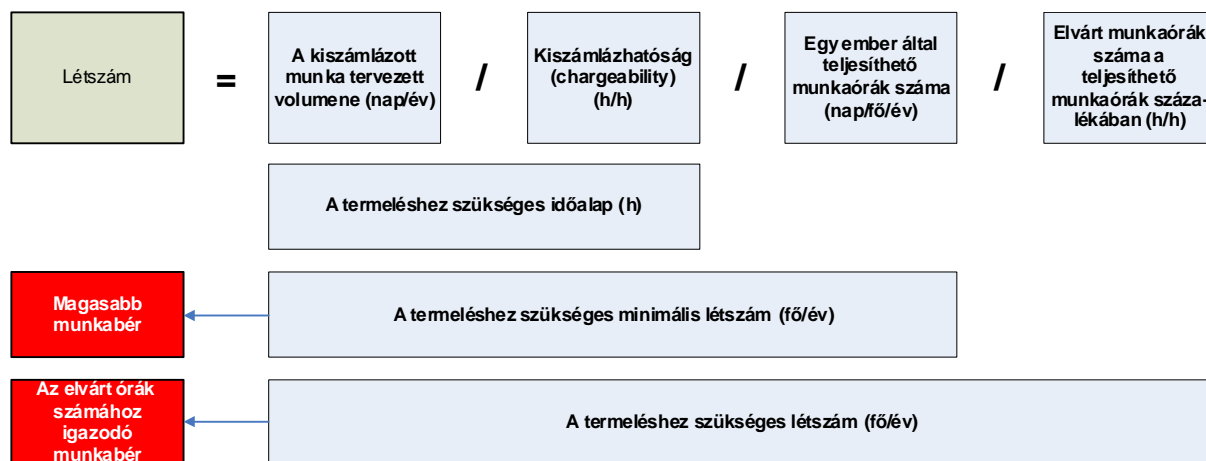 Létszám
=
A kiszámlázott
munka tervezett
volumene (nap/év)
/
Kiszámlázhatóság
(chargeability)
(h/h)
/
Egy ember által
teljesíthető
munkaórák száma
(nap/fő/év)
/
Elvárt munkaórák
száma a
teljesíthető
munkaórák száza-
lékában (h/h)
A termeléshez szükséges időalap (h)
Magasabb
munkabér
A termeléshez szükséges minimális létszám (fő/év)
Az elvárt órák
számához
igazodó
munkabér
A termeléshez szükséges létszám (fő/év)